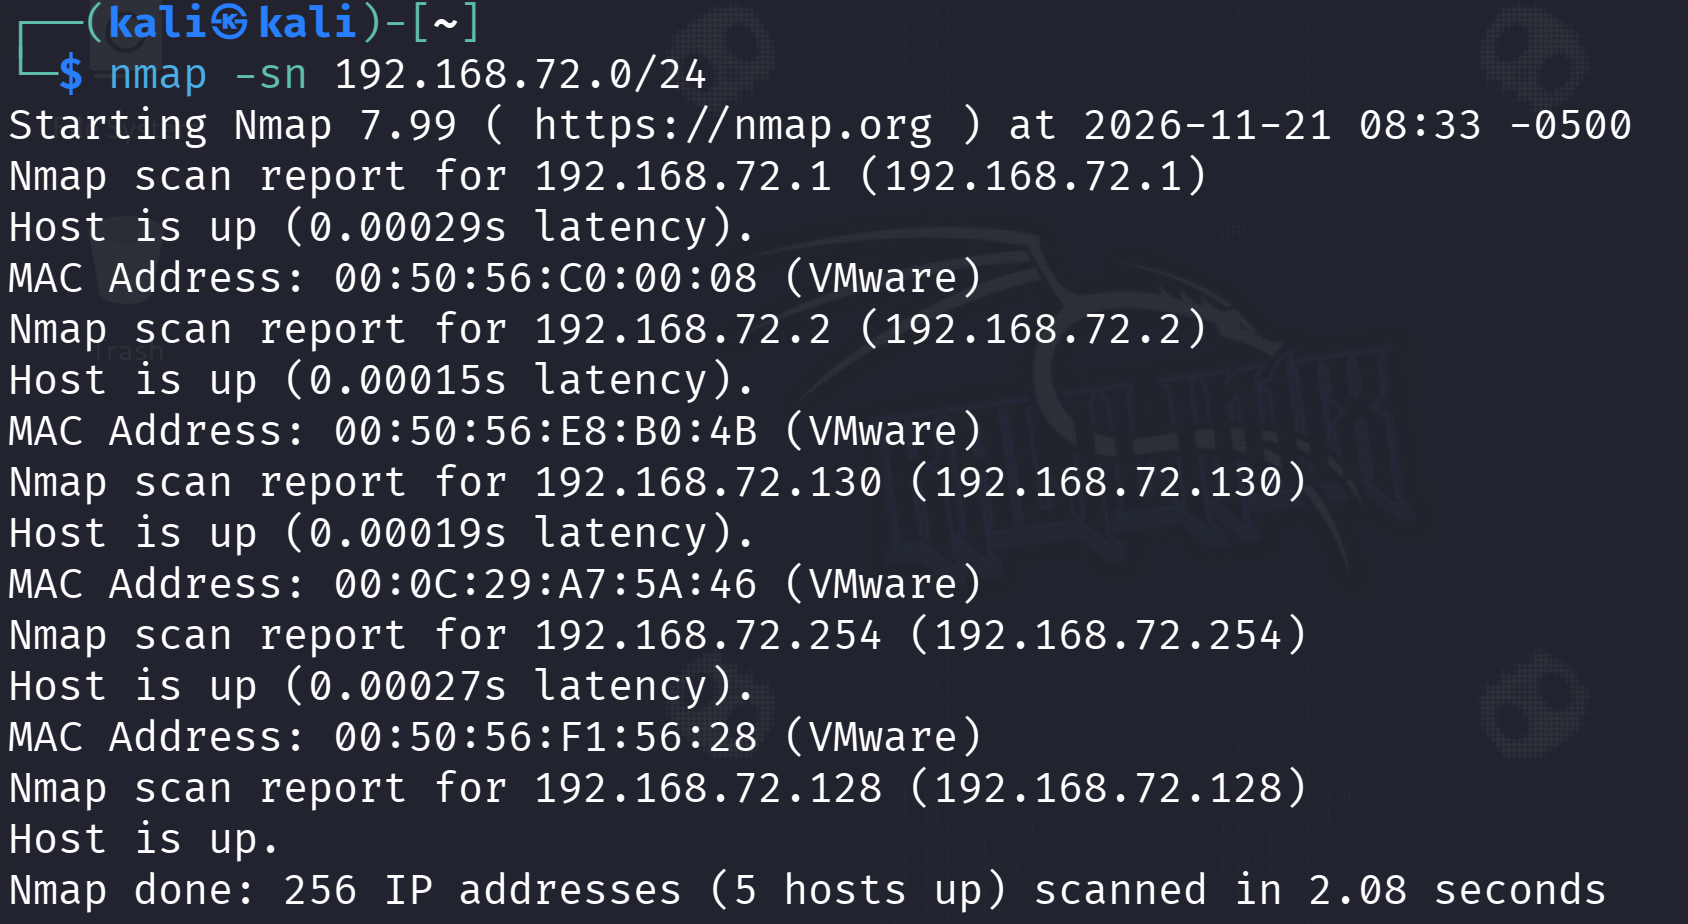 ┌──(kali㉿kali)-[~]
└─$ nmap -sn 192.168.72.0/24
Starting Nmap 7.99 ( https://nmap.org ) at 2026-11-21 08:33 -0500
Nmap scan report for 192.168.72.1 (192.168.72.1)
Host is up (0.00029s latency).
MAC Address: 00:50:56:C0:00:08 (VMware)
Nmap scan report for 192.168.72.2 (192.168.72.2)
Host is up (0.00015s latency).
MAC Address: 00:50:56:E8:B0:4B (VMware)
Nmap scan report for 192.168.72.130 (192.168.72.130)
Host is up (0.00019s latency).
MAC Address: 00:0C:29:A7:5A:46 (VMware)
Nmap scan report for 192.168.72.254 (192.168.72.254)
Host is up (0.00027s latency).
MAC Address: 00:50:56:F1:56:28 (VMware)
Nmap scan report for 192.168.72.128 (192.168.72.128)
Host is up.
Nmap done: 256 IP addresses (5 hosts up) scanned in 2.08 seconds
Trash